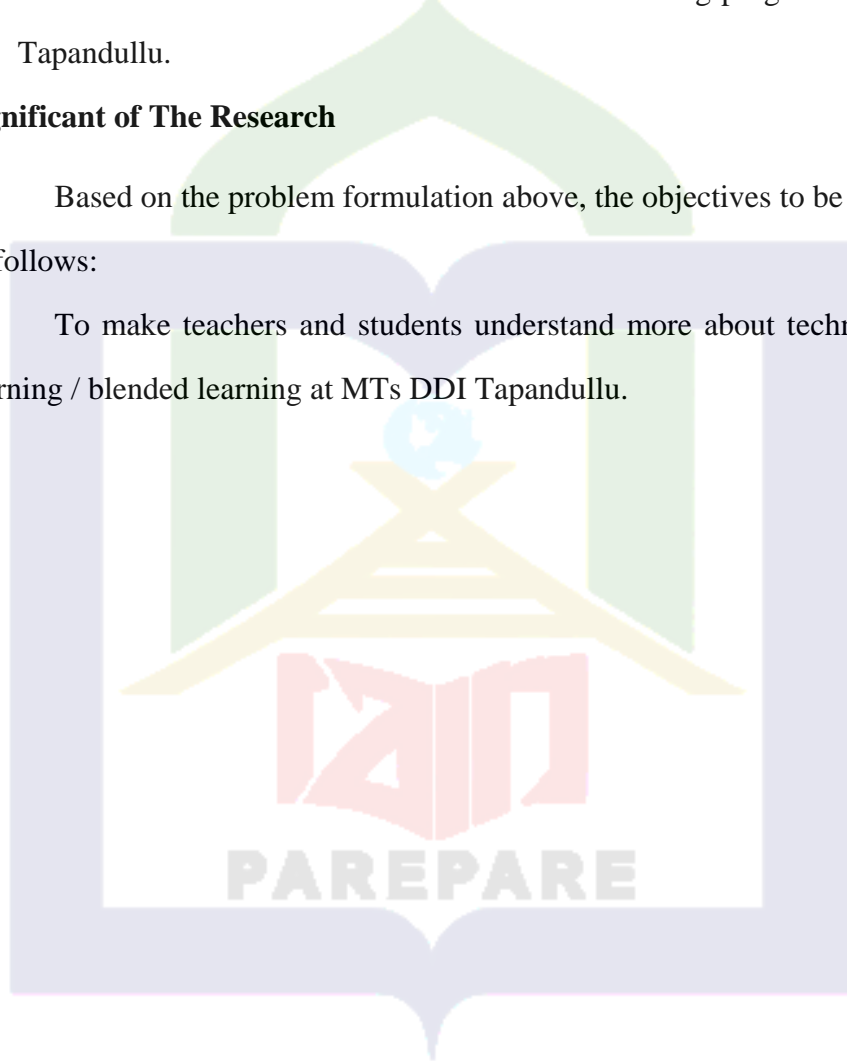 Tapandullu.
gnificant of The Research
Based on the problem formulation above, the objectives to be
follows:
To make teachers and students understand more about techn
rning / blended learning at MTs DDI Tapandullu.
PAREPARE